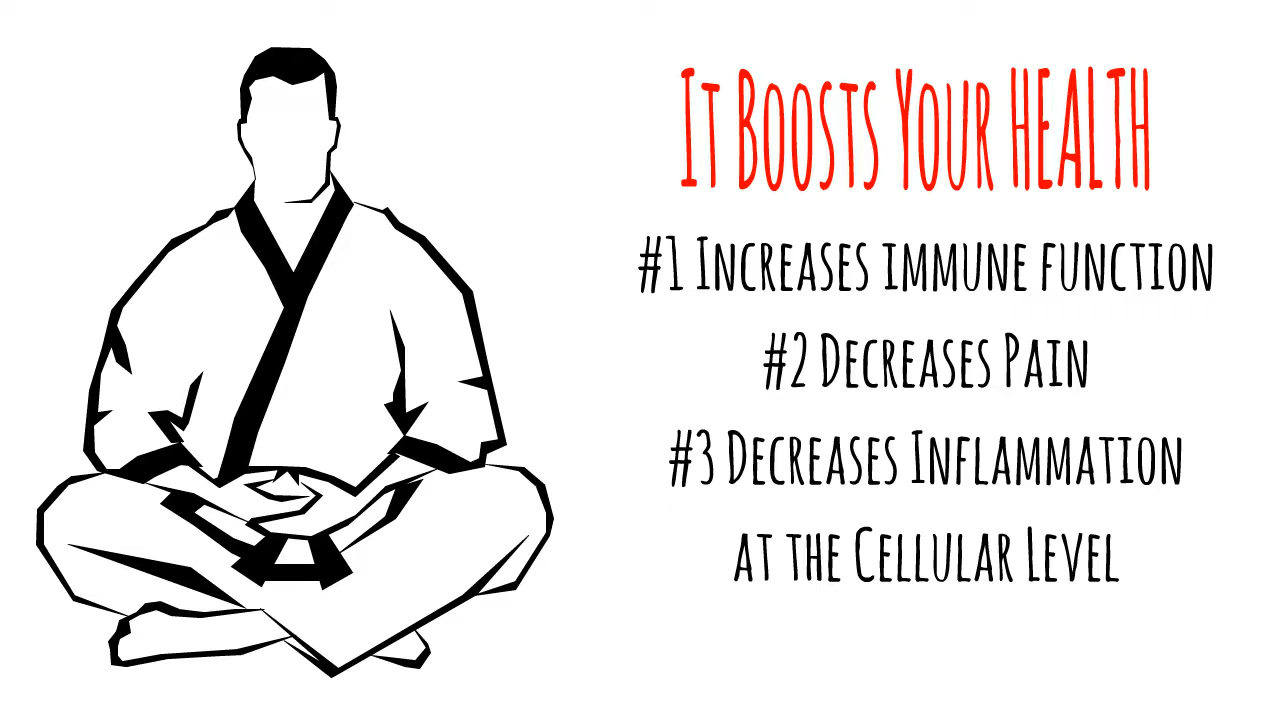 It Boosts Your HEALTH
#1 Increases immune function
#2 Decreases Pain
#3 Decreases Inflammation
at the Cellular Level